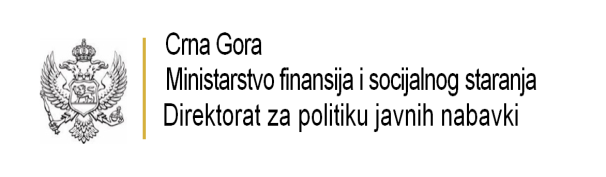 Crna Gora
Ministarstvo finansija i socijalnog staranja
Direktorat za politiku javnih nabavki